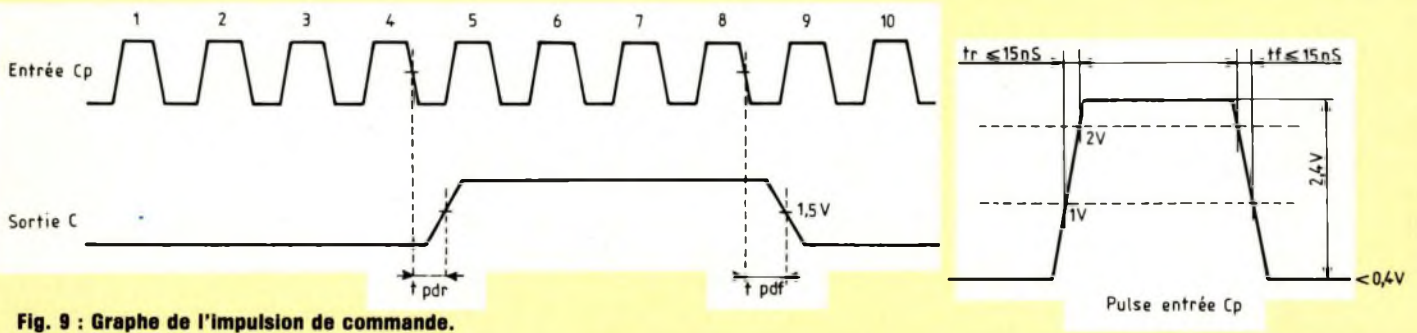 1 2 3 4 5 6 7 8 9 10
Entrée Cp
Sortie C
1,5 V
t pdr
t pdf
tr ≤15nS
tf ≤15nS
2V
1V
2,4V
<0,4V
Pulse entrée Cp
Fig. 9 : Graphe de l'impulsion de commande.